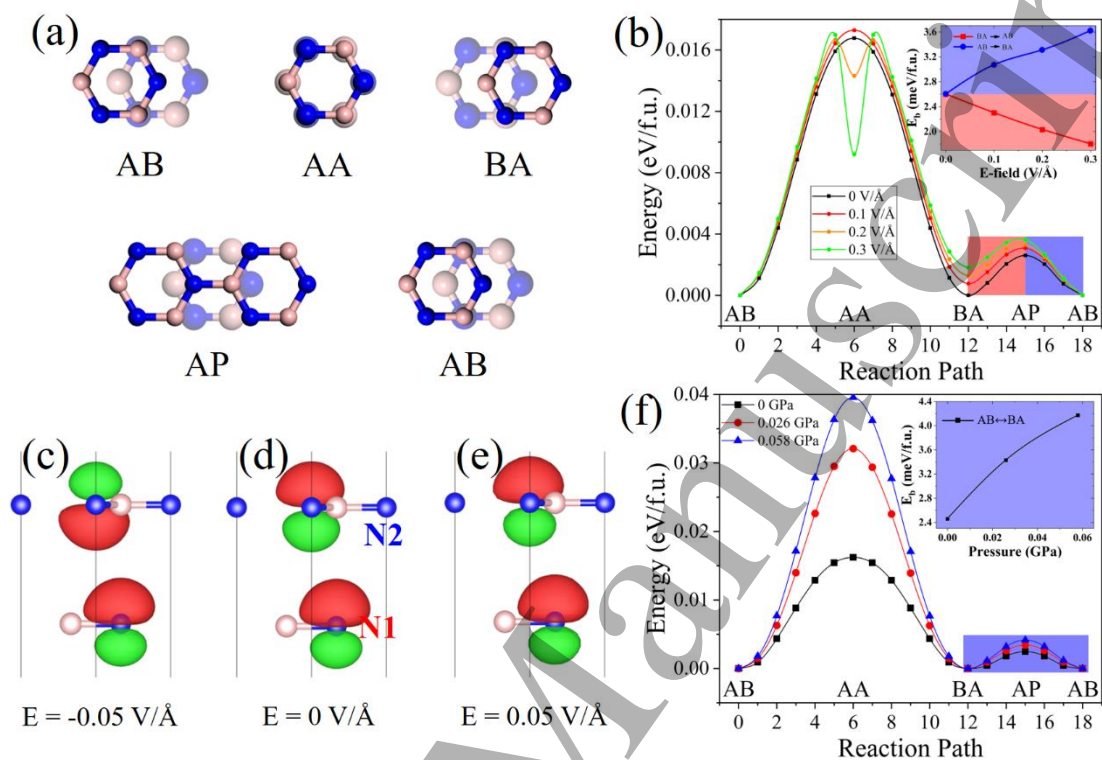 (a)
AB
AA
BA
AP
AB
(b)
Energy (eV/f.u.)
0.016
0.012
0.008
0.004
0.000
0 V/Å
0.1 V/Å
0.2 V/Å
0.3 V/Å
AB
AA
BA
AP
AB
0
2
4
6
8
10
12
14
16
18
Reaction Path
BA AB
AB BA
E_b (meV/f.u.)
3.6
3.0
2.4
1.8
0.0
0.1
0.2
0.3
E-field (V/Å)
(c)
(d)
(e)
N2
N1
E = -0.05 V/Å
E = 0 V/Å
E = 0.05 V/Å
(f)
Energy (eV/f.u.)
0.04
0.03
0.02
0.01
0.00
0 GPa
0.026 GPa
0.058 GPa
AB
AA
BA
AP
AB
0
2
4
6
8
10
12
14
16
18
Reaction Path
AB↔BA
E_b (meV/f.u.)
4.4
4.0
3.6
3.2
2.8
2.4
0.00
0.02
0.04
0.06
Pressure (GPa)